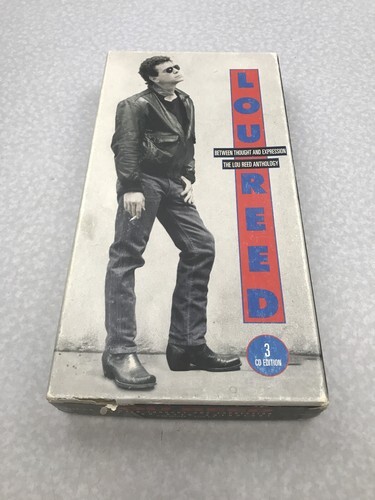 LOU REED
BETWEEN THOUGHT AND EXPRESSION
THE LOU REED ANTHOLOGY
3
CD EDITION